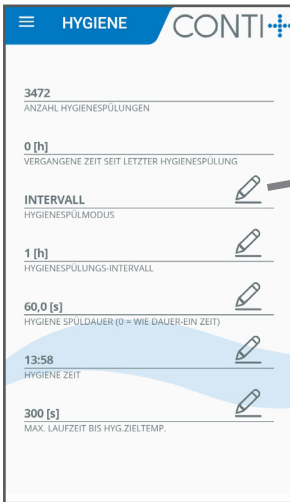 HYGIENE
CONTI+
3472
ANZAHL HYGIENESPÜLUNGEN
0 [h]
VERGANGENE ZEIT SEIT LETZTER HYGIENESPÜLUNG
INTERVALL
HYGIENESPÜLMODUS
1 [h]
HYGIENESPÜLUNGS-INTERVALL
60,0 [s]
HYGIENE SPÜLDAUER (0 = WIE DAUER-EIN ZEIT)
13:58
HYGIENE ZEIT
300 [s]
MAX. LAUFZEIT BIS HYG.ZIELTEMP.